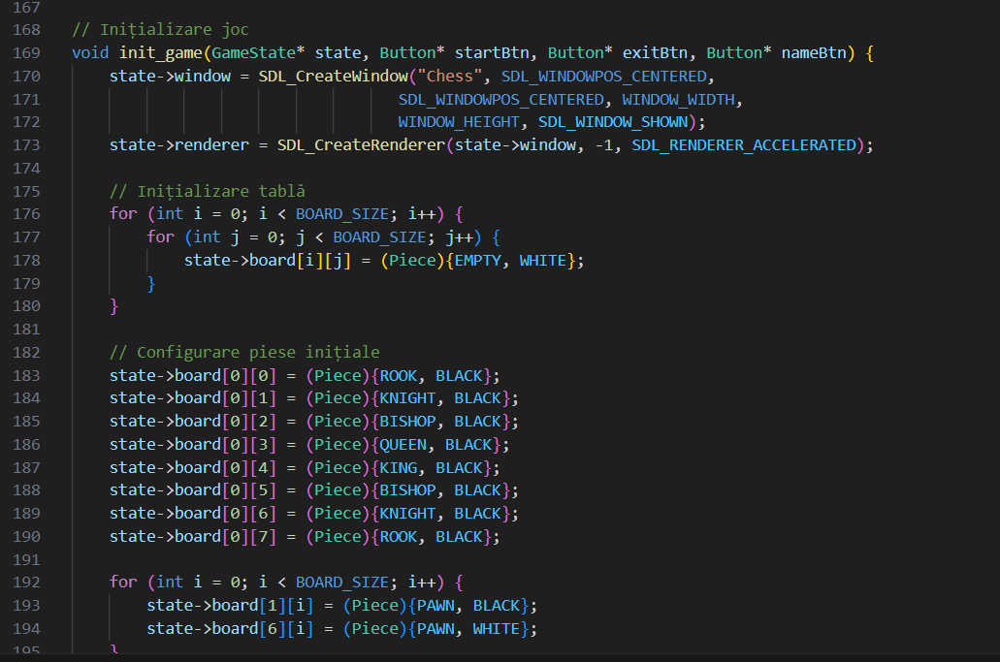 167
168 // Inițializare joc
169 void init_game(GameState* state, Button* startBtn, Button* exitBtn, Button* nameBtn) {
170 state->window = SDL_CreateWindow("Chess", SDL_WINDOWPOS_CENTERED,
171 SDL_WINDOWPOS_CENTERED, WINDOW_WIDTH,
172 WINDOW_HEIGHT, SDL_WINDOW_SHOWN);
173 state->renderer = SDL_CreateRenderer(state->window, -1, SDL_RENDERER_ACCELERATED);
174
175 // Inițializare tablă
176 for (int i = 0; i < BOARD_SIZE; i++) {
177 for (int j = 0; j < BOARD_SIZE; j++) {
178 state->board[i][j] = (Piece){EMPTY, WHITE};
179 }
180 }
181
182 // Configurare piese inițiale
183 state->board[0][0] = (Piece){ROOK, BLACK};
184 state->board[0][1] = (Piece){KNIGHT, BLACK};
185 state->board[0][2] = (Piece){BISHOP, BLACK};
186 state->board[0][3] = (Piece){QUEEN, BLACK};
187 state->board[0][4] = (Piece){KING, BLACK};
188 state->board[0][5] = (Piece){BISHOP, BLACK};
189 state->board[0][6] = (Piece){KNIGHT, BLACK};
190 state->board[0][7] = (Piece){ROOK, BLACK};
191
192 for (int i = 0; i < BOARD_SIZE; i++) {
193 state->board[1][i] = (Piece){PAWN, BLACK};
194 state->board[6][i] = (Piece){PAWN, WHITE};
195 }